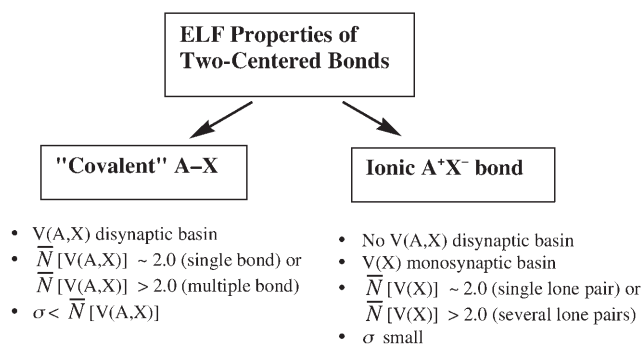 ELF Properties of
Two-Centered Bonds
"Covalent" A–X
• V(A,X) disynaptic basin
• N̅ [V(A,X)] ~ 2.0 (single bond) or
N̅ [V(A,X)] > 2.0 (multiple bond)
• σ < N̅ [V(A,X)]
Ionic A⁺X⁻ bond
• No V(A,X) disynaptic basin
• V(X) monosynaptic basin
• N̅ [V(X)] ~ 2.0 (single lone pair) or
N̅ [V(X)] > 2.0 (several lone pairs)
• σ small